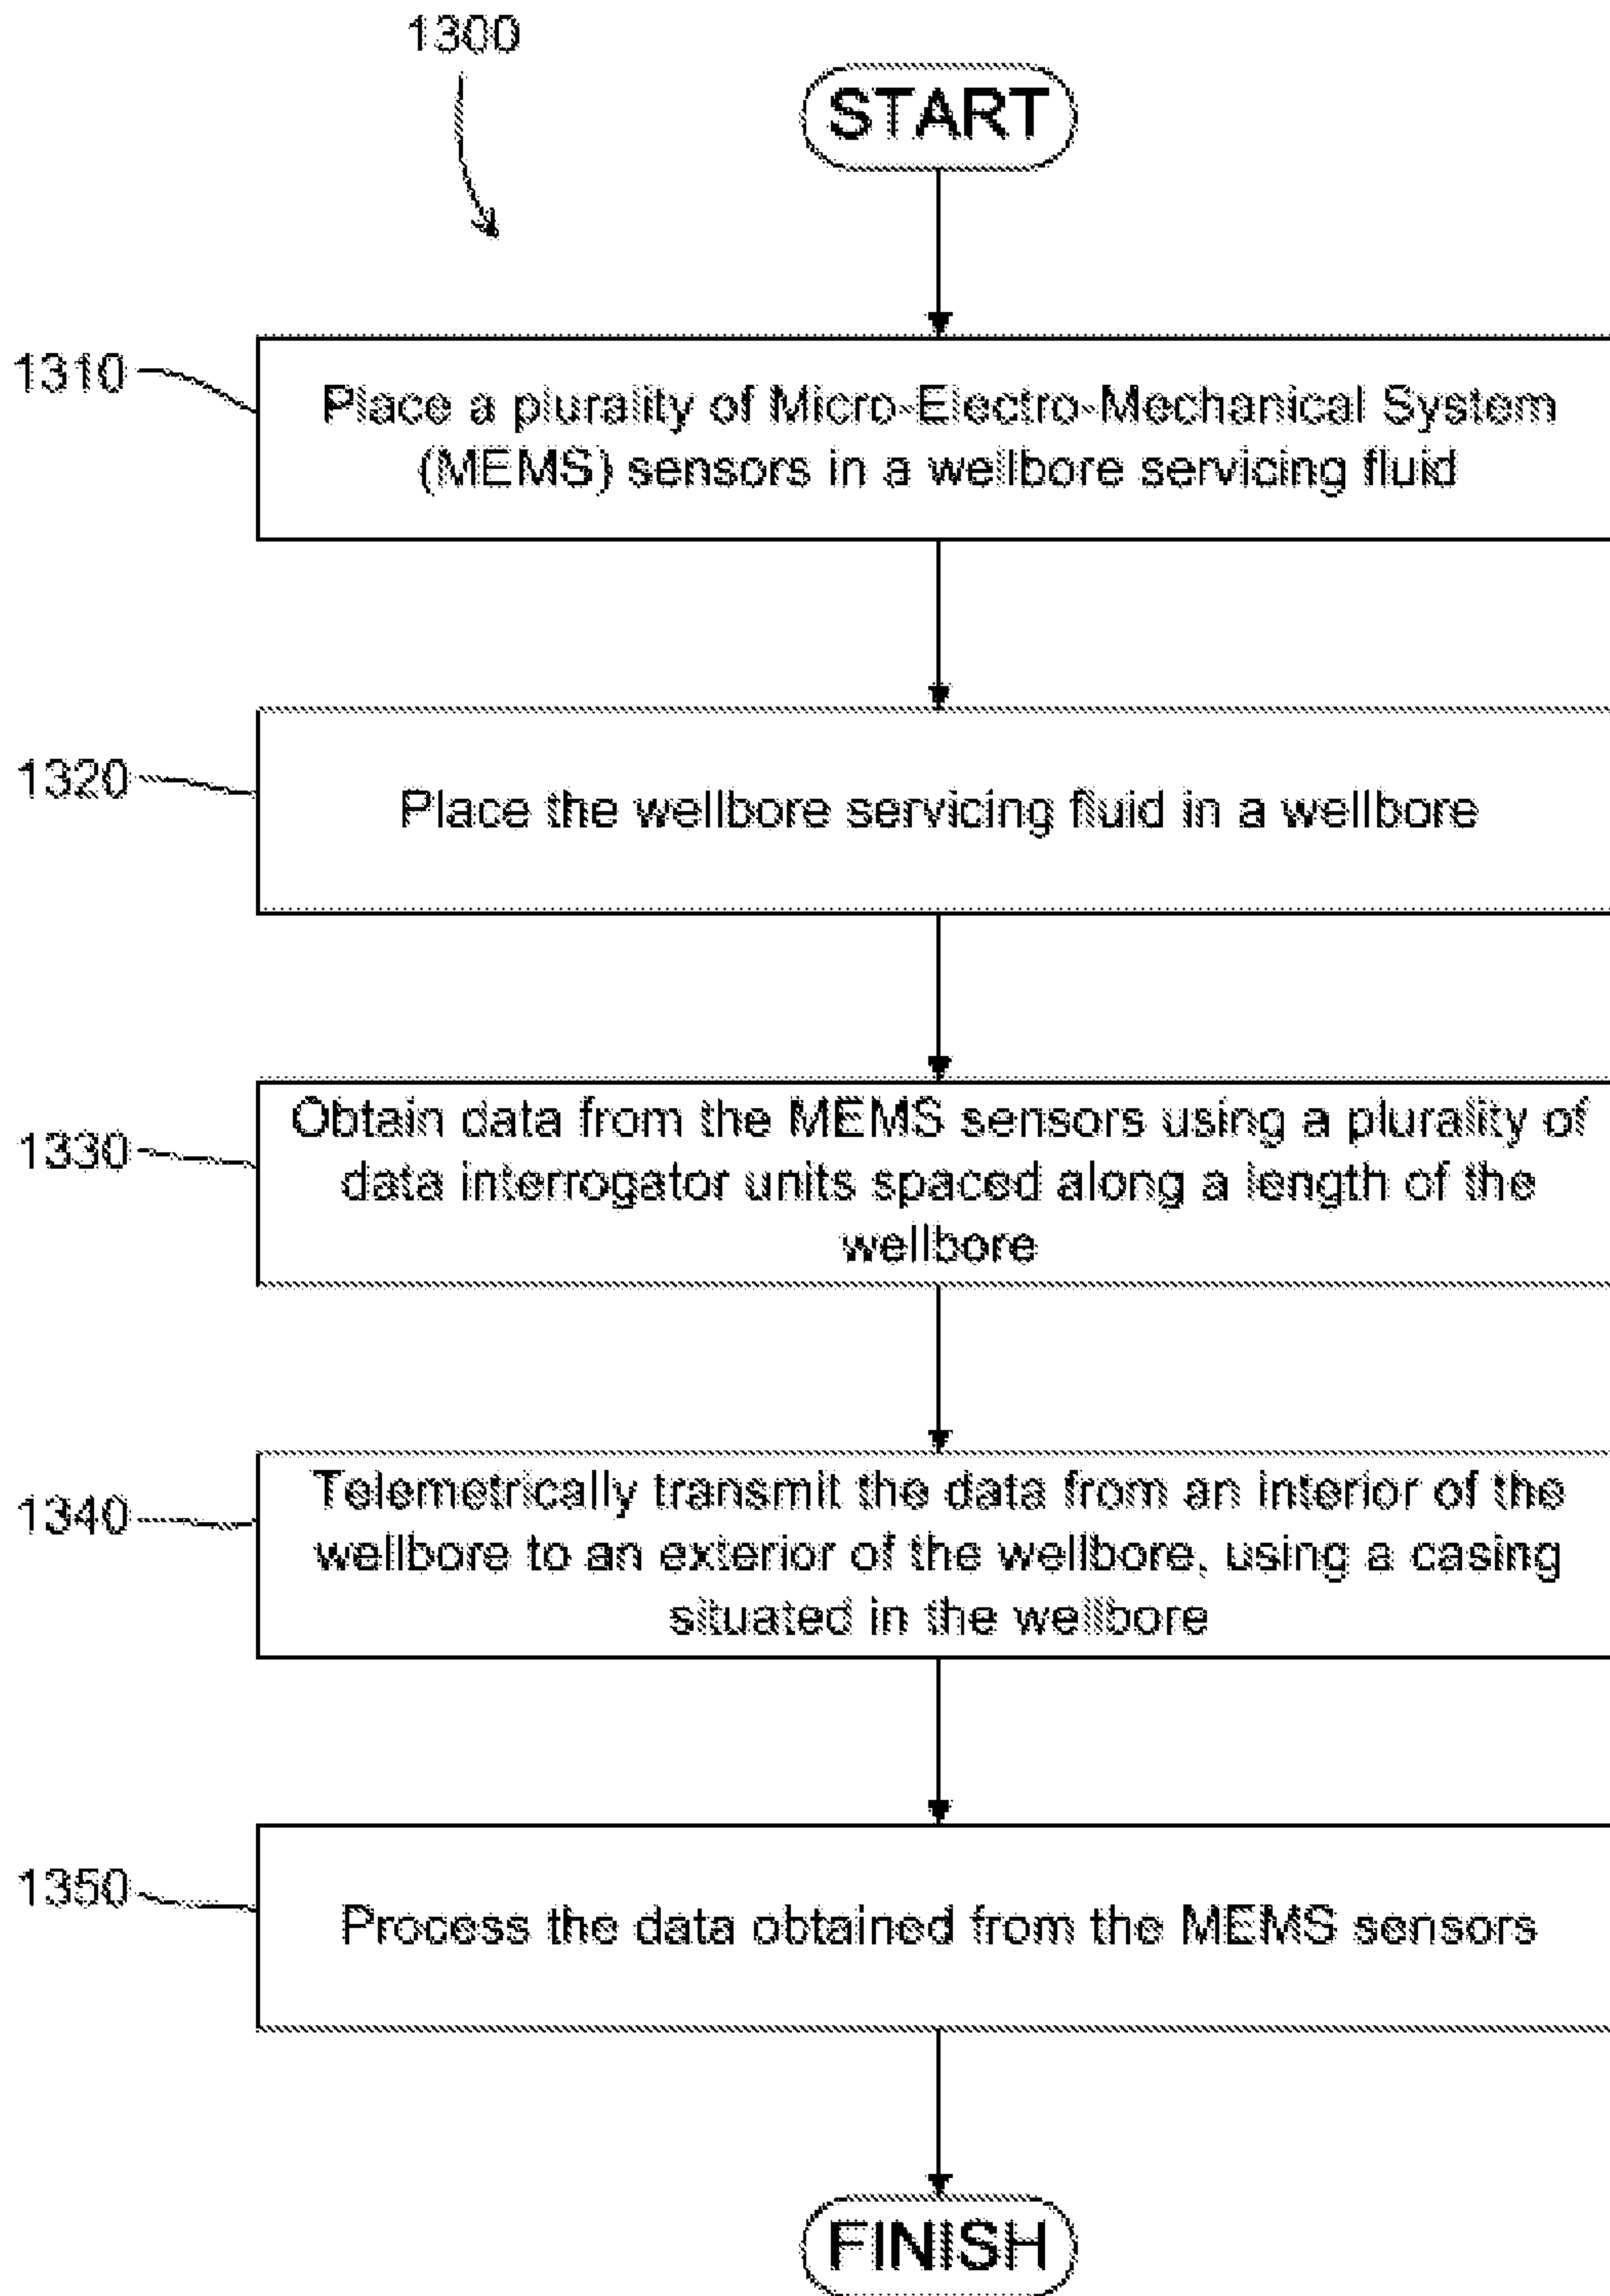 1300
START
1310
Place a plurality of Micro-Electro-Mechanical System
(MEMS) sensors in a wellbore servicing fluid
1320
Place the wellbore servicing fluid in a wellbore
1330
Obtain data from the MEMS sensors using a plurality of
data interrogator units spaced along a length of the
wellbore
1340
Telemetrically transmit the data from an interior of the
wellbore to an exterior of the wellbore, using a casing
situated in the wellbore
1350
Process the data obtained from the MEMS sensors
FINISH